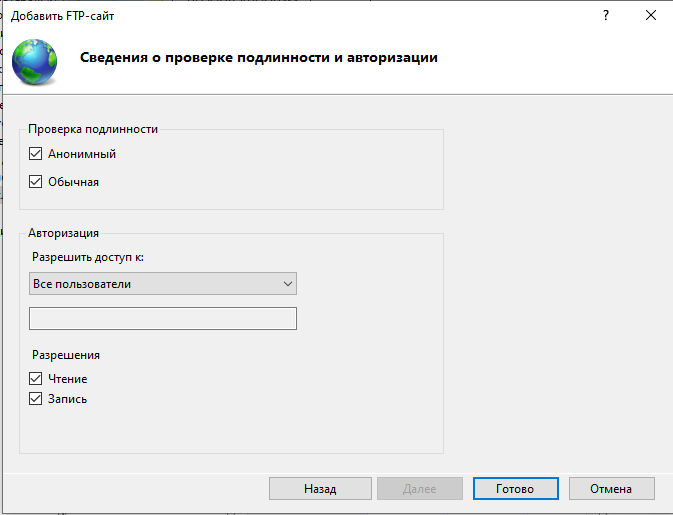 Добавить FTP-сайт
?
Сведения о проверке подлинности и авторизации
Проверка подлинности
Анонимный
Обычная
Авторизация
Разрешить доступ к:
Все пользователи
Разрешения
Чтение
Запись
Назад
Далее
Готово
Отмена